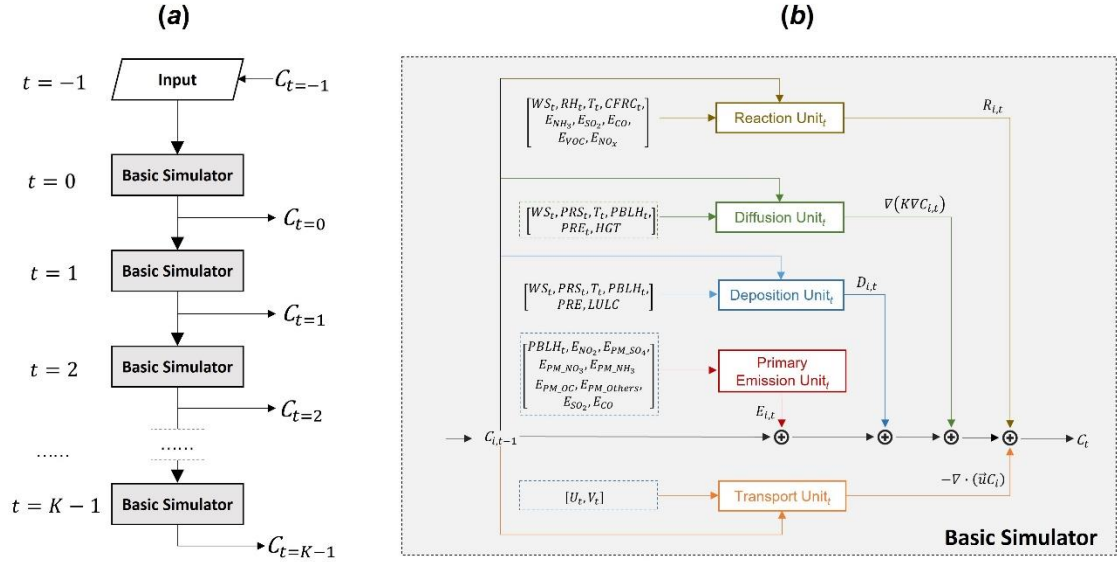 (a)
t = −1
Input
C_{t=−1}
t = 0
Basic Simulator
C_{t=0}
t = 1
Basic Simulator
C_{t=1}
t = 2
Basic Simulator
C_{t=2}
……
……
t = K − 1
Basic Simulator
C_{t=K−1}
(b)
[WS_t, RH_t, T_t, CFRC_t,
E_{NH_3}, E_{SO_2}, E_{CO},
E_{VOC}, E_{NO_x}]
Reaction Unit_t
R_{i,t}
[WS_t, PRS_t, T_t, PBLH_t,
PRE_t, HGT]
Diffusion Unit_t
∇(K∇C_{i,t})
[WS_t, PRS_t, T_t, PBLH_t,
PRE, LULC]
Deposition Unit_t
D_{i,t}
[PBLH_t, E_{NO_2}, E_{PM_SO_4},
E_{PM_NO_3}, E_{PM_NH_3}
E_{PM_OC}, E_{PM_Others},
E_{SO_2}, E_{CO}]
Primary
Emission Unit_t
E_{i,t}
C_{i,t−1}
C_t
[U_t, V_t]
Transport Unit_t
−∇ · (u⃗C_i)
Basic Simulator